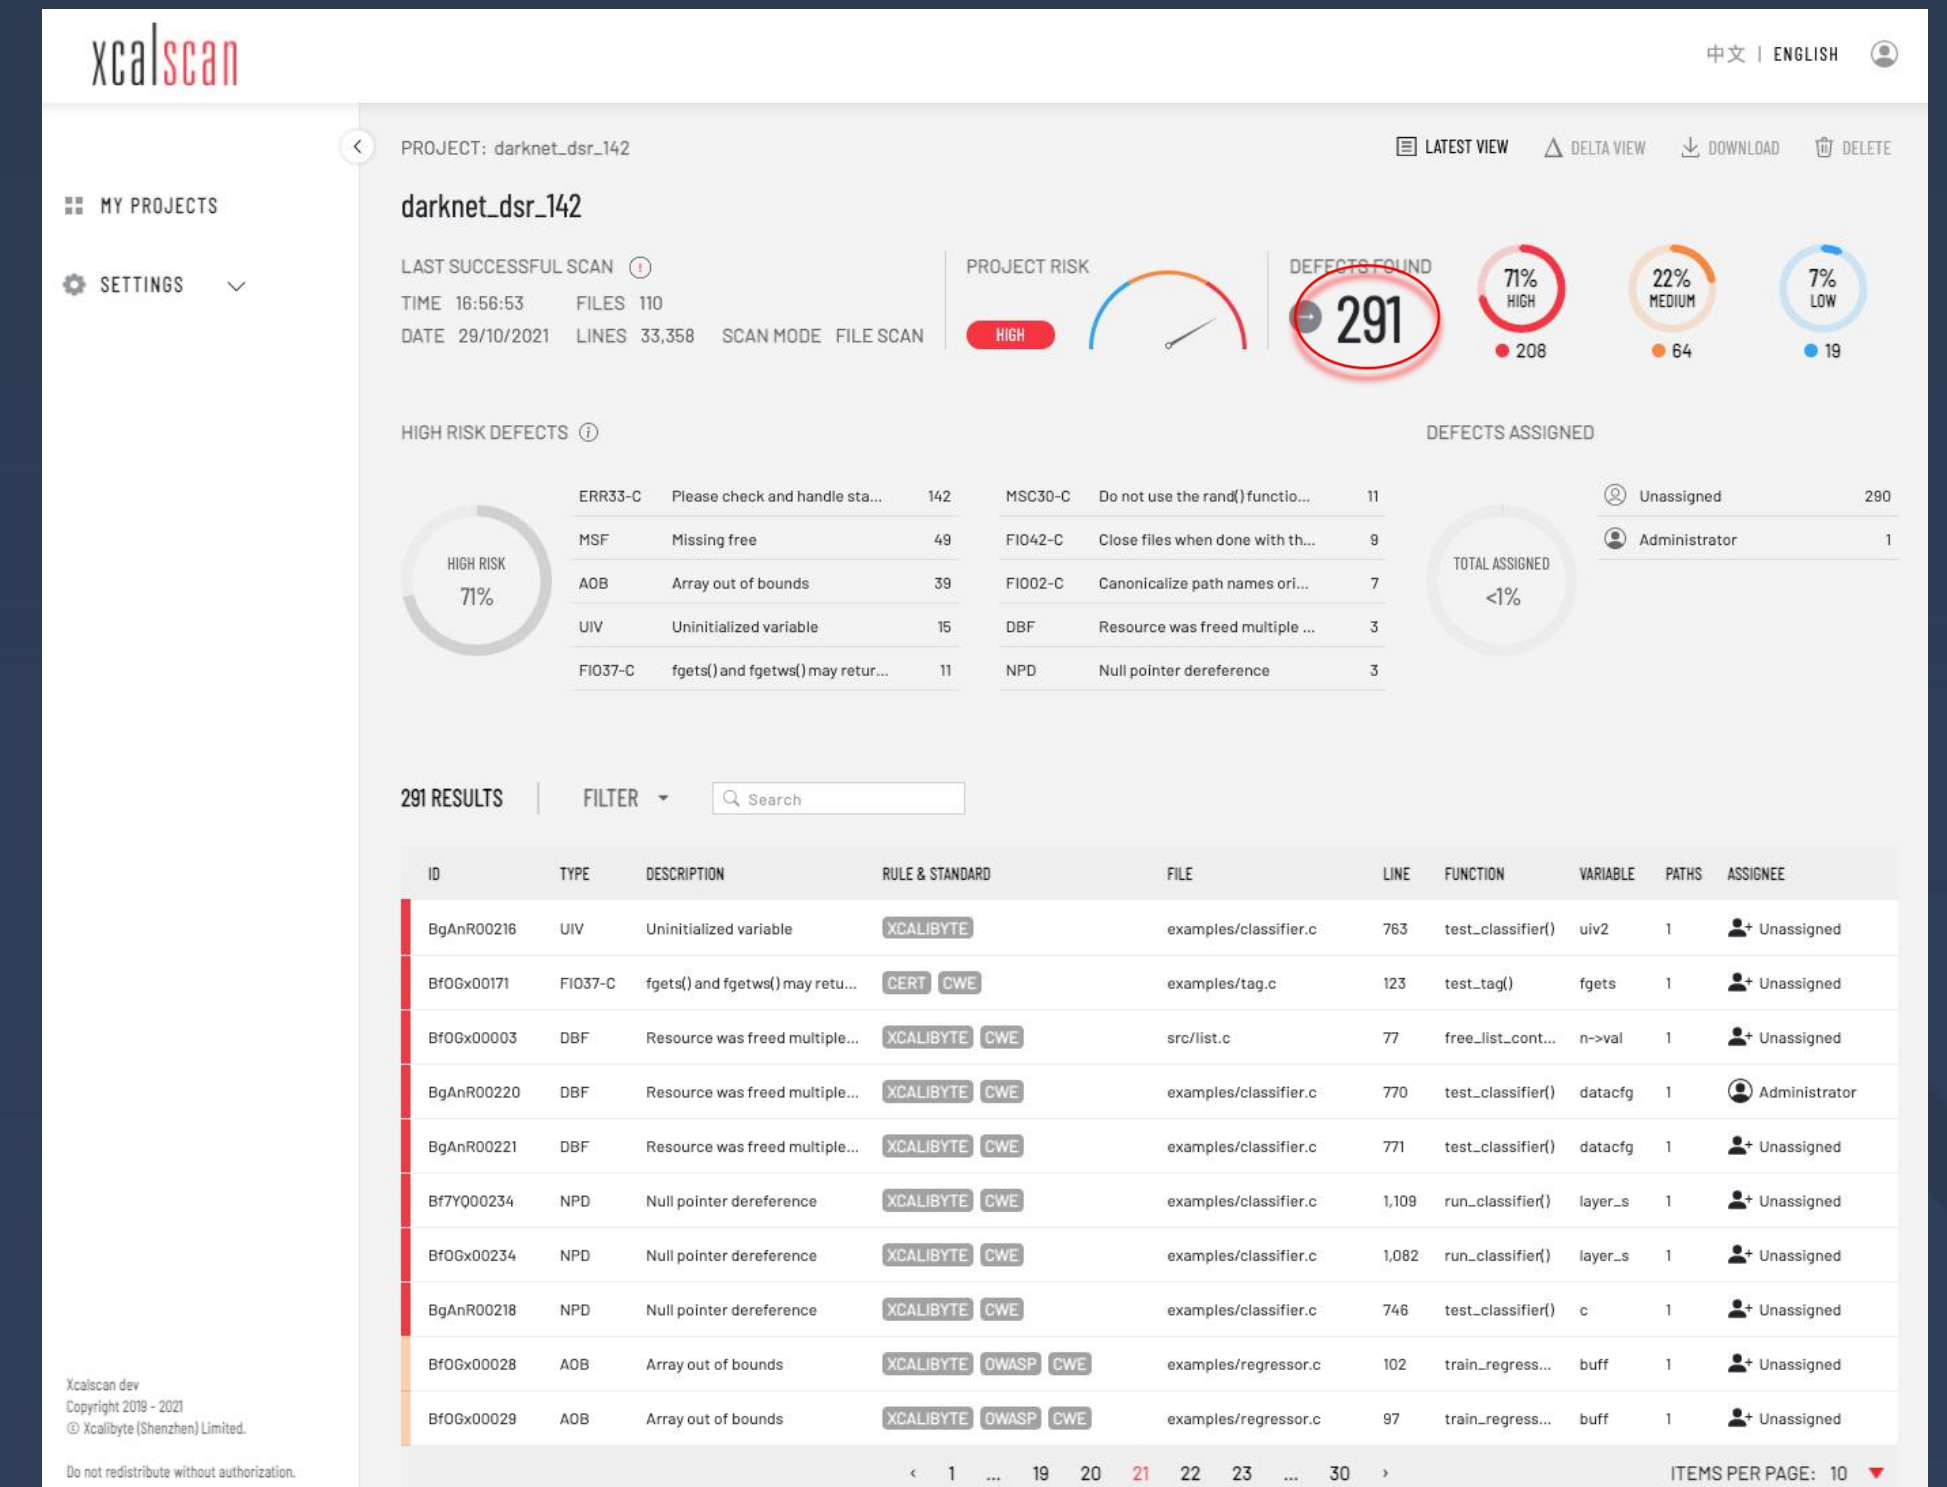 xcalscan
中文 | ENGLISH
PROJECT: darknet_dsr_142
LATEST VIEW DELTA VIEW DOWNLOAD DELETE
MY PROJECTS
SETTINGS
darknet_dsr_142
LAST SUCCESSFUL SCAN
TIME 16:56:53 FILES 110
DATE 29/10/2021 LINES 33,358 SCAN MODE FILE SCAN
PROJECT RISK
HIGH
DEFECTS FOUND
291
71%
HIGH
208
22%
MEDIUM
64
7%
LOW
19
HIGH RISK DEFECTS
HIGH RISK
71%
ERR33-C Please check and handle sta... 142
MSF Missing free 49
AOB Array out of bounds 39
UIV Uninitialized variable 15
FIO37-C fgets() and fgetws() may retur... 11
MSC30-C Do not use the rand() functio... 11
FIO42-C Close files when done with th... 9
FIO02-C Canonicalize path names ori... 7
DBF Resource was freed multiple ... 3
NPD Null pointer dereference 3
DEFECTS ASSIGNED
TOTAL ASSIGNED
<1%
Unassigned 290
Administrator 1
291 RESULTS FILTER Search
ID TYPE DESCRIPTION RULE & STANDARD FILE LINE FUNCTION VARIABLE PATHS ASSIGNEE
BgAnR00216 UIV Uninitialized variable XCALIBYTE examples/classifier.c 763 test_classifier() uiv2 1 Unassigned
BfOGx00171 FIO37-C fgets() and fgetws() may retu... CERT CWE examples/tag.c 123 test_tag() fgets 1 Unassigned
BfOGx00003 DBF Resource was freed multiple... XCALIBYTE CWE src/list.c 77 free_list_cont... n->val 1 Unassigned
BgAnR00220 DBF Resource was freed multiple... XCALIBYTE CWE examples/classifier.c 770 test_classifier() datacfg 1 Administrator
BgAnR00221 DBF Resource was freed multiple... XCALIBYTE CWE examples/classifier.c 771 test_classifier() datacfg 1 Unassigned
Bf7YQ00234 NPD Null pointer dereference XCALIBYTE CWE examples/classifier.c 1,109 run_classifier() layer_s 1 Unassigned
BfOGx00234 NPD Null pointer dereference XCALIBYTE CWE examples/classifier.c 1,082 run_classifier() layer_s 1 Unassigned
BgAnR00218 NPD Null pointer dereference XCALIBYTE CWE examples/classifier.c 746 test_classifier() c 1 Unassigned
BfOGx00028 AOB Array out of bounds XCALIBYTE OWASP CWE examples/regressor.c 102 train_regress... buff 1 Unassigned
BfOGx00029 AOB Array out of bounds XCALIBYTE OWASP CWE examples/regressor.c 97 train_regress... buff 1 Unassigned
‹ 1 ... 19 20 21 22 23 ... 30 ›
ITEMS PER PAGE: 10
Xcalscan dev
Copyright 2019 - 2021
© Xcalibyte (Shenzhen) Limited.
Do not redistribute without authorization.